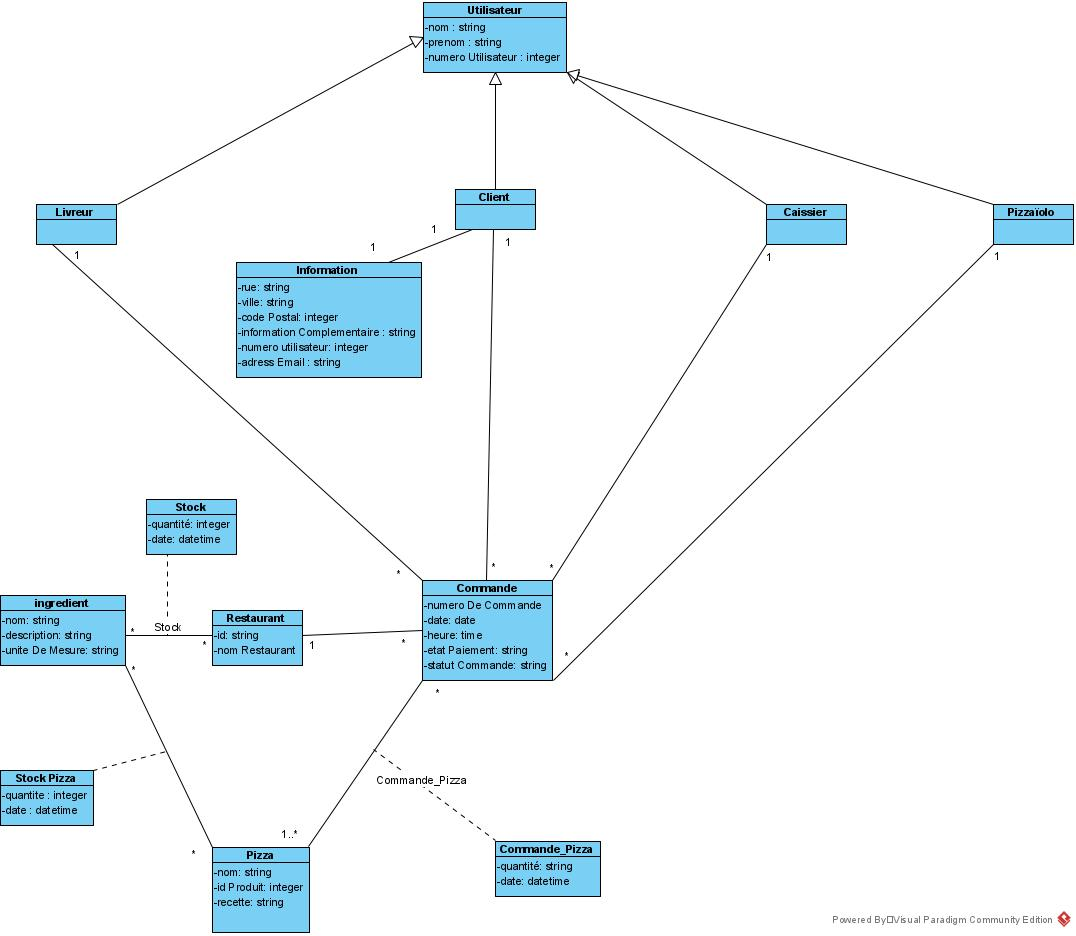 Utilisateur
-nom : string
-prenom : string
-numero Utilisateur : integer
Livreur
Client
Caissier
Pizzaïolo
1
1
1
1
1
1
Information
-rue: string
-ville: string
-code Postal: integer
-information Complementaire : string
-numero utilisateur: integer
-adress Email : string
Stock
-quantité: integer
-date: datetime
*
*
*
Commande
-numero De Commande
-date: date
-heure: time
-etat Paiement: string
-statut Commande: string
ingredient
-nom: string
-description: string
-unite De Mesure: string
*
Stock
*
Restaurant
-id: string
-nom Restaurant
1
*
*
*
*
Stock Pizza
-quantite : integer
-date : datetime
Commande_Pizza
1..*
*
Pizza
-nom: string
-id Produit: integer
-recette: string
Commande_Pizza
-quantité: string
-date: datetime
Powered By□Visual Paradigm Community Edition